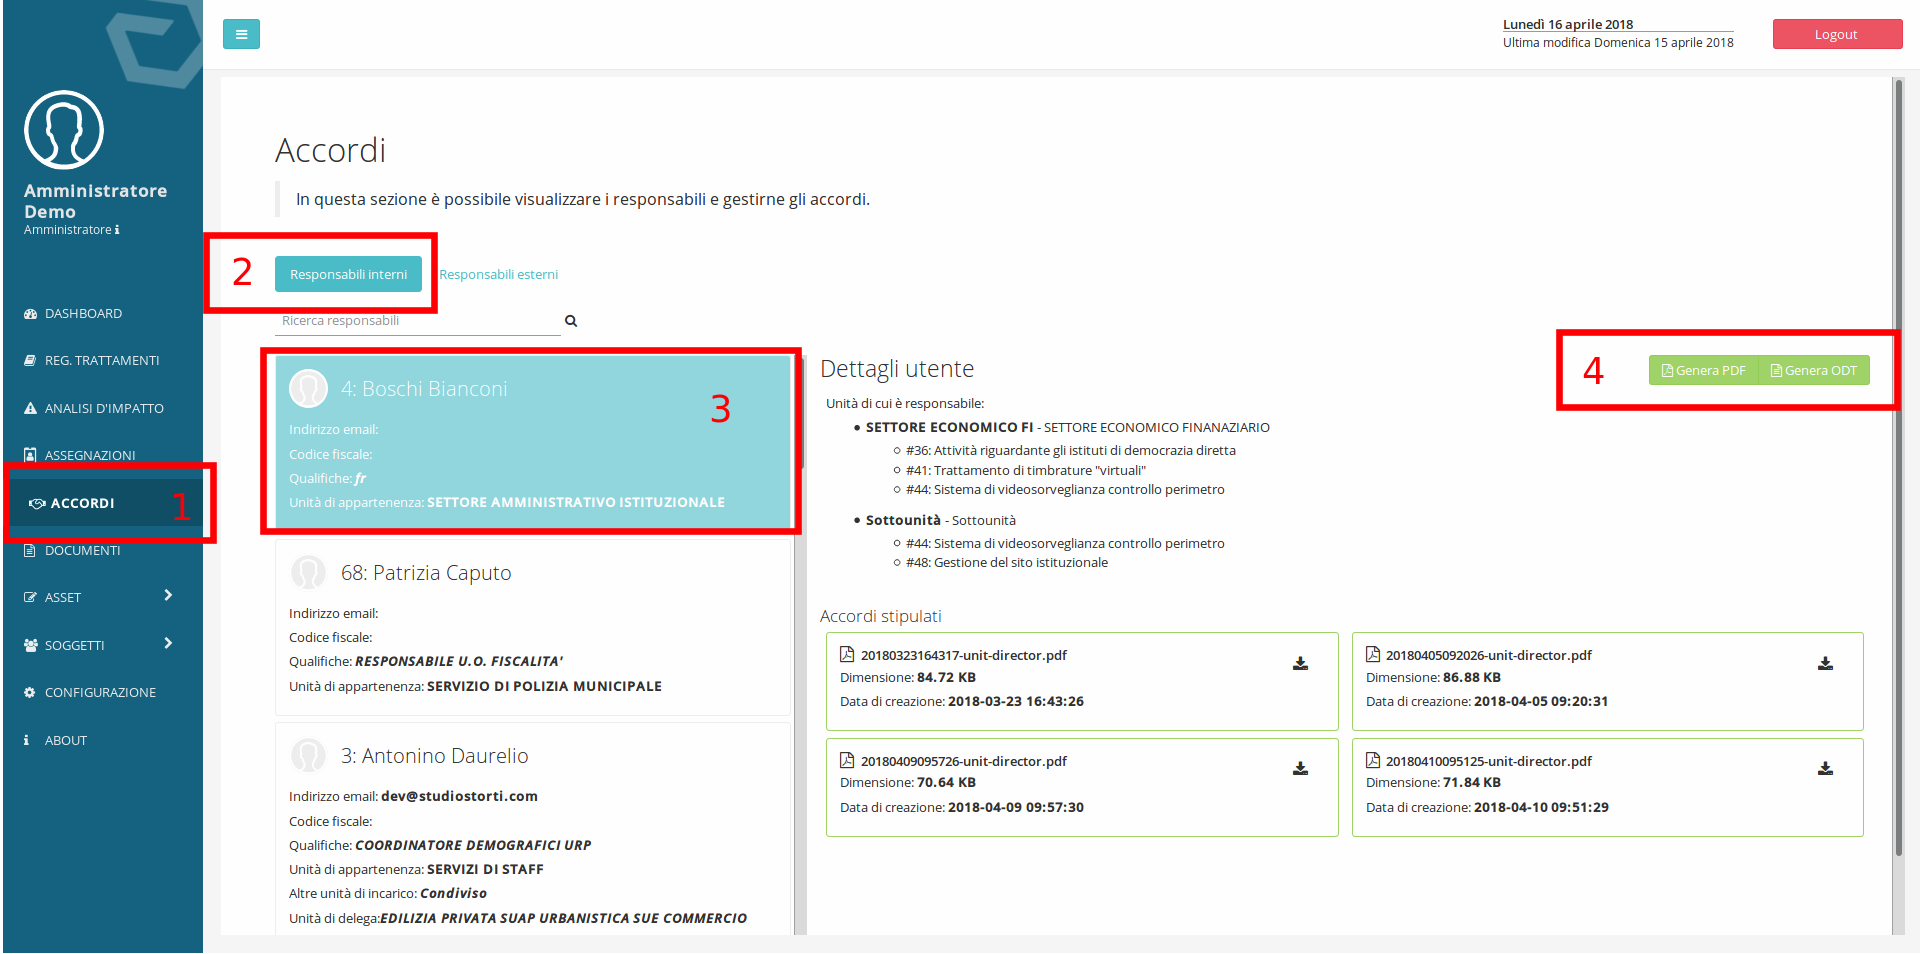 Lunedì 16 aprile 2018
Ultima modifica Domenica 15 aprile 2018
Logout
Amministratore
Demo
Amministratore
DASHBOARD
REG. TRATTAMENTI
ANALISI D'IMPATTO
ASSEGNAZIONI
ACCORDI
1
DOCUMENTI
ASSET
SOGGETTI
CONFIGURAZIONE
ABOUT
Accordi
In questa sezione è possibile visualizzare i responsabili e gestirne gli accordi.
2
Responsabili interni
Responsabili esterni
Ricerca responsabili
4: Boschi Bianconi
3
Indirizzo email:
Codice fiscale:
Qualifiche: fr
Unità di appartenenza: SETTORE AMMINISTRATIVO ISTITUZIONALE
68: Patrizia Caputo
Indirizzo email:
Codice fiscale:
Qualifiche: RESPONSABILE U.O. FISCALITA'
Unità di appartenenza: SERVIZIO DI POLIZIA MUNICIPALE
3: Antonino Daurelio
Indirizzo email: dev@studiostorti.com
Codice fiscale:
Qualifiche: COORDINATORE DEMOGRAFICI URP
Unità di appartenenza: SERVIZI DI STAFF
Altre unità di incarico: Condiviso
Unità di delega:EDILIZIA PRIVATA SUAP URBANISTICA SUE COMMERCIO
Dettagli utente
4
Genera PDF
Genera ODT
Unità di cui è responsabile:
SETTORE ECONOMICO FI - SETTORE ECONOMICO FINANAZIARIO
#36: Attività riguardante gli istituti di democrazia diretta
#41: Trattamento di timbrature "virtuali"
#44: Sistema di videosorveglianza controllo perimetro
Sottounità - Sottounità
#44: Sistema di videosorveglianza controllo perimetro
#48: Gestione del sito istituzionale
Accordi stipulati
20180323164317-unit-director.pdf
Dimensione: 84.72 KB
Data di creazione: 2018-03-23 16:43:26
20180405092026-unit-director.pdf
Dimensione: 86.88 KB
Data di creazione: 2018-04-05 09:20:31
20180409095726-unit-director.pdf
Dimensione: 70.64 KB
Data di creazione: 2018-04-09 09:57:30
20180410095125-unit-director.pdf
Dimensione: 71.84 KB
Data di creazione: 2018-04-10 09:51:29